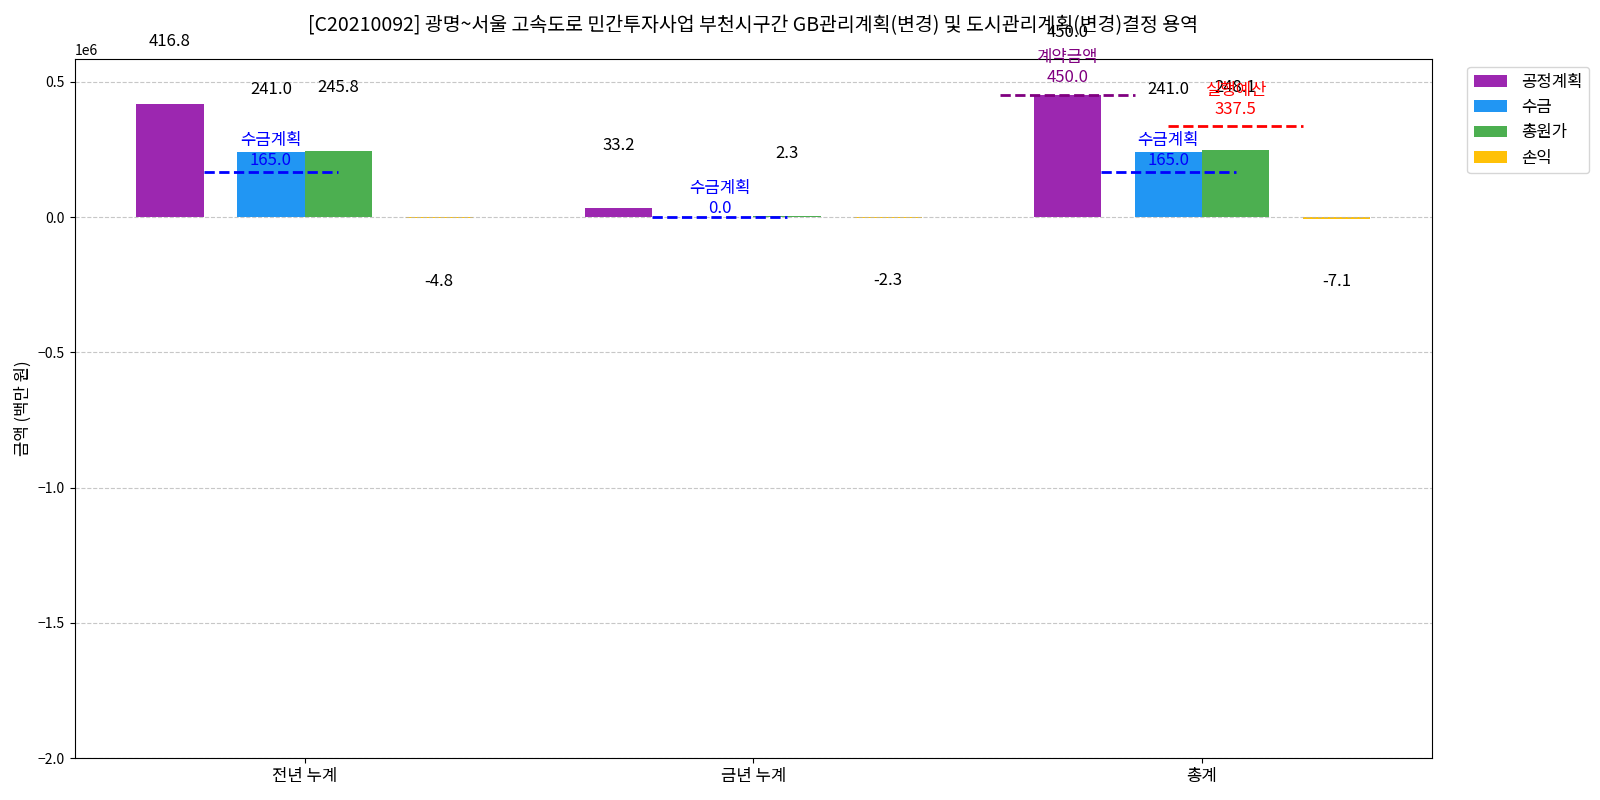 [C20210092] 광명~서울 고속도로 민간투자사업 부천시구간 GB관리계획(변경) 및 도시관리계획(변경)결정 용역
1e6
416.8
241.0
245.8
수금계획
165.0
-4.8
33.2
수금계획
0.0
2.3
-2.3
450.0
계약금액
450.0
241.0
248.1
실행예산
337.5
수금계획
165.0
-7.1
공정계획
수금
총원가
손익
금액 (백만 원)
0.5
0.0
−0.5
−1.0
−1.5
−2.0
전년 누계
금년 누계
총계